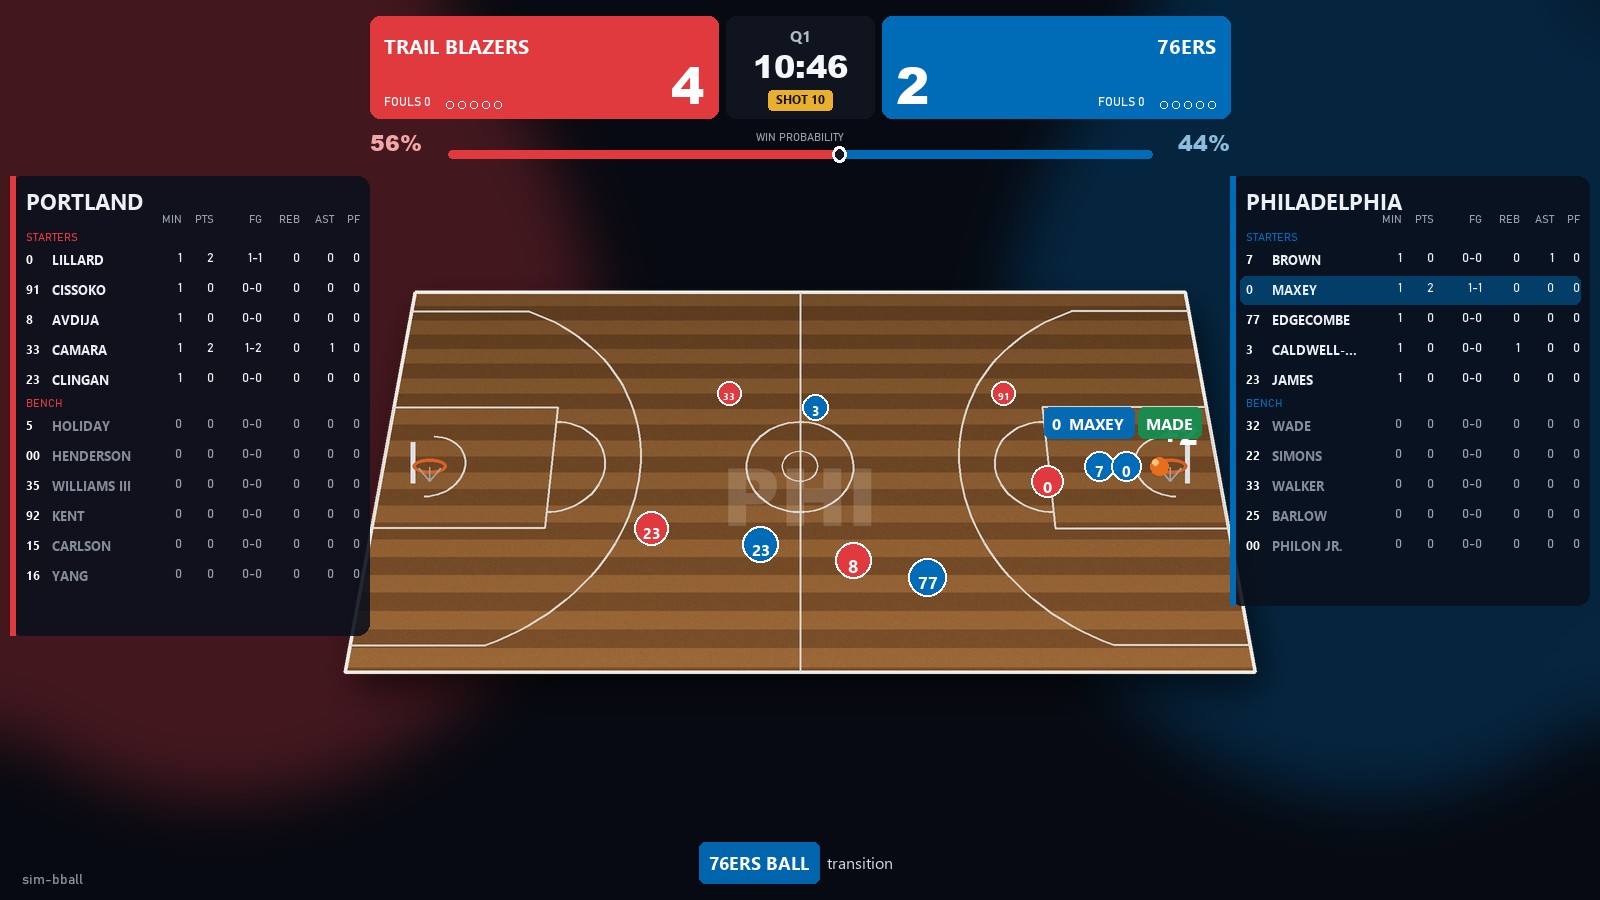 TRAIL BLAZERS
FOULS 0
4
Q1
10:46
SHOT 10
76ERS
2
FOULS 0
56%
WIN PROBABILITY
44%
PORTLAND
MIN PTS FG REB AST PF
STARTERS
0 LILLARD 1 2 1-1 0 0 0
91 CISSOKO 1 0 0-0 0 0 0
8 AVDIJA 1 0 0-0 0 0 0
33 CAMARA 1 2 1-2 0 1 0
23 CLINGAN 1 0 0-0 0 0 0
BENCH
5 HOLIDAY 0 0 0-0 0 0 0
00 HENDERSON 0 0 0-0 0 0 0
35 WILLIAMS III 0 0 0-0 0 0 0
92 KENT 0 0 0-0 0 0 0
15 CARLSON 0 0 0-0 0 0 0
16 YANG 0 0 0-0 0 0 0
PHILADELPHIA
MIN PTS FG REB AST PF
STARTERS
7 BROWN 1 0 0-0 0 1 0
0 MAXEY 1 2 1-1 0 0 0
77 EDGECOMBE 1 0 0-0 0 0 0
3 CALDWELL-... 1 0 0-0 1 0 0
23 JAMES 1 0 0-0 0 0 0
BENCH
32 WADE 0 0 0-0 0 0 0
22 SIMONS 0 0 0-0 0 0 0
33 WALKER 0 0 0-0 0 0 0
25 BARLOW 0 0 0-0 0 0 0
00 PHILON JR. 0 0 0-0 0 0 0
33
3
91
0 MAXEY MADE
7
0
0
PHI
23
23
8
77
76ERS BALL transition
sim-bball